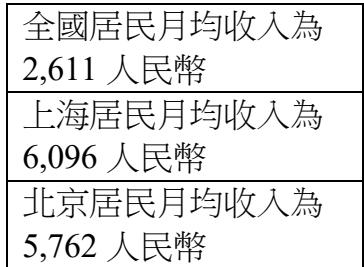 全國居民月均收入為
2,611 人民幣
上海居民月均收入為
6,096 人民幣
北京居民月均收入為
5,762 人民幣